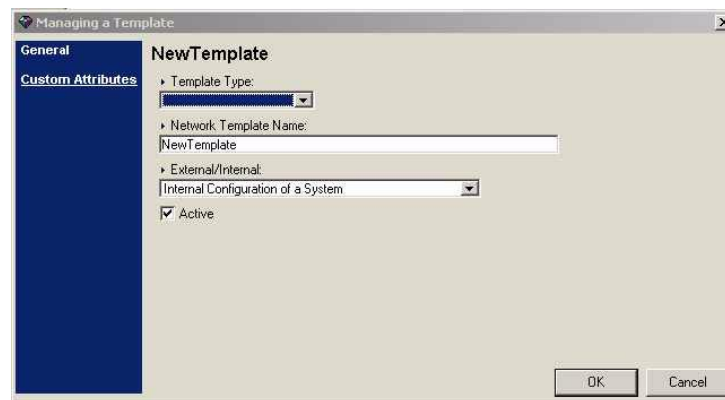 Managing a Template
General
Custom Attributes
NewTemplate
Template Type:
Network Template Name:
NewTemplate
External/Internal:
Internal Configuration of a System
Active
OK
Cancel